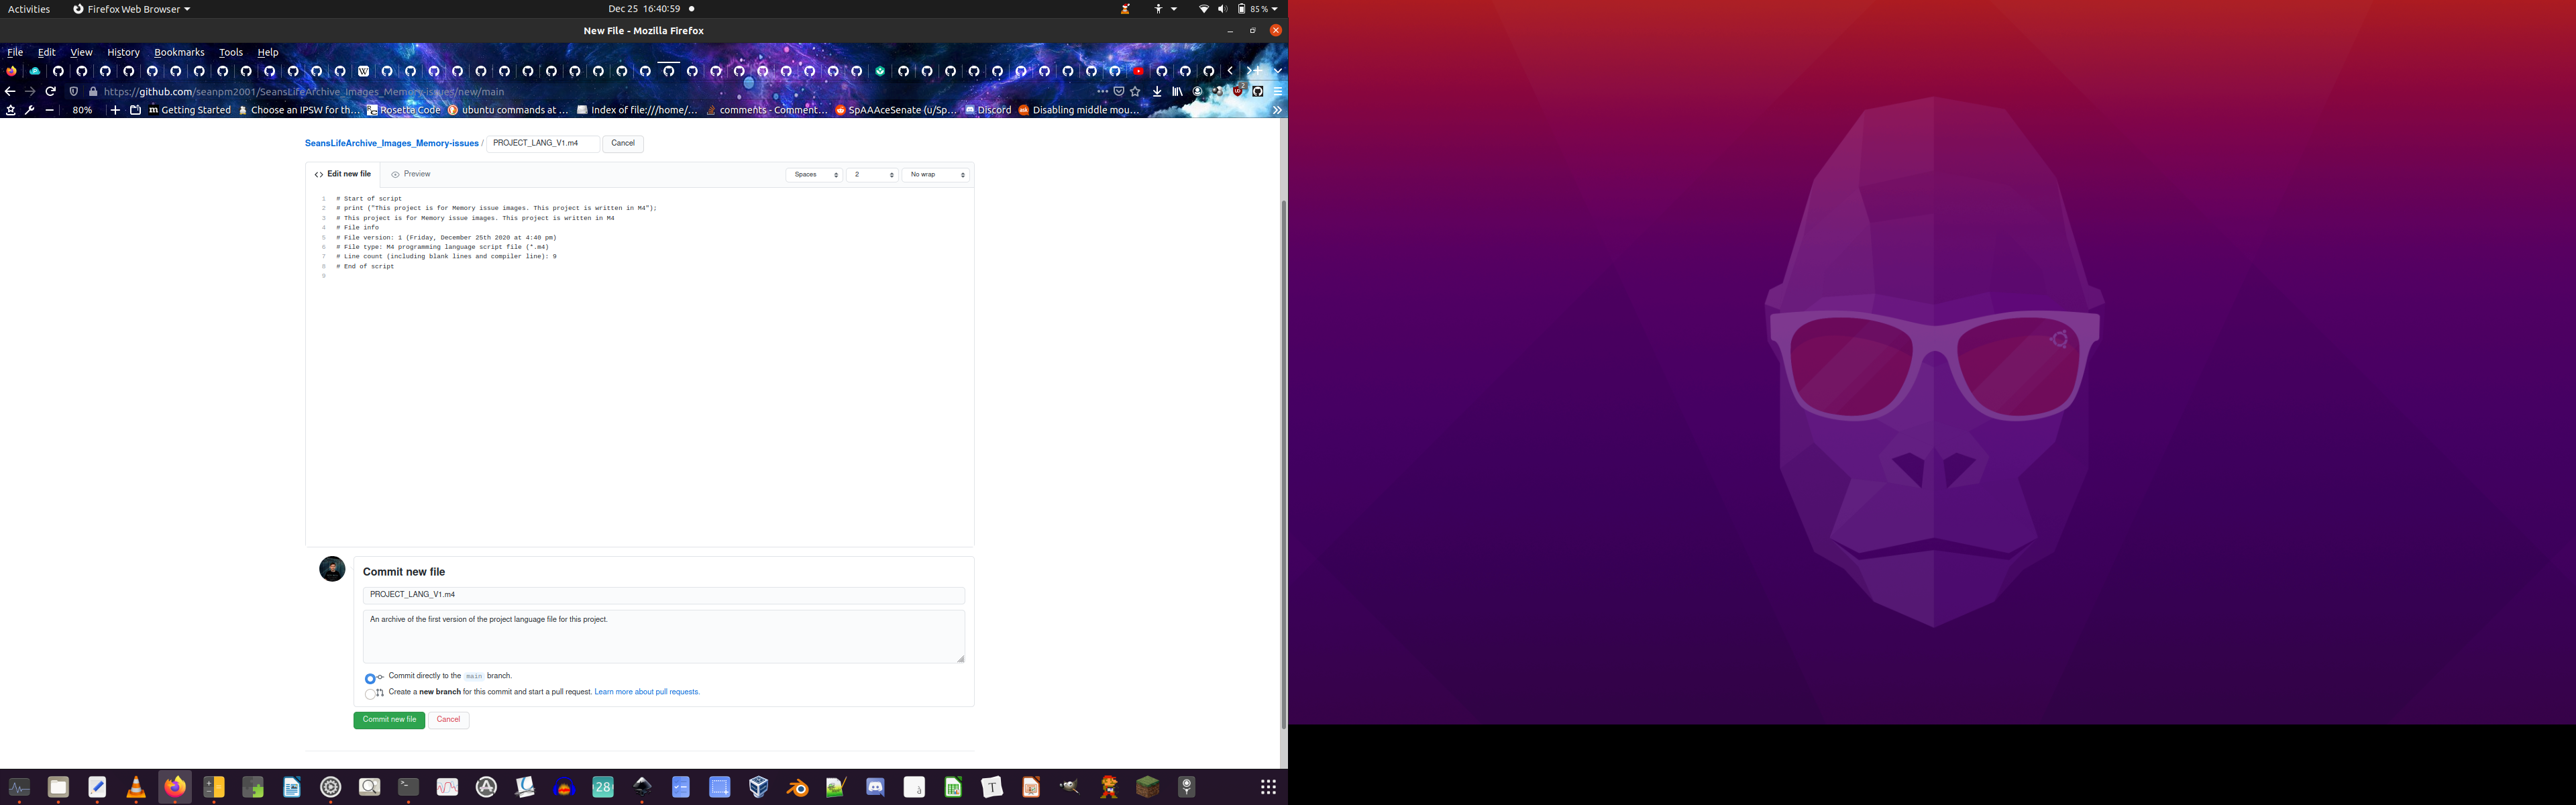 Activities Firefox Web Browser Dec 25 16:40:59 85 %
New File - Mozilla Firefox
File Edit View History Bookmarks Tools Help
https://github.com/seanpm2001/SeansLifeArchive_Images_Memory-issues/new/main
80% Getting Started Choose an IPSW for th… Rosetta Code ubuntu commands at … Index of file:///home/… comments - Comment… SpAAAceSenate (u/Sp… Discord Disabling middle mou…
SeansLifeArchive_Images_Memory-issues / PROJECT_LANG_V1.m4 Cancel
Edit new file Preview Spaces 2 No wrap
1 # Start of script
2 # print ("This project is for Memory issue images. This project is written in M4");
3 # This project is for Memory issue images. This project is written in M4
4 # File info
5 # File version: 1 (Friday, December 25th 2020 at 4:40 pm)
6 # File type: M4 programming language script file (*.m4)
7 # Line count (including blank lines and compiler line): 9
8 # End of script
9
Commit new file
PROJECT_LANG_V1.m4
An archive of the first version of the project language file for this project.
Commit directly to the main branch.
Create a new branch for this commit and start a pull request. Learn more about pull requests.
Commit new file Cancel
28